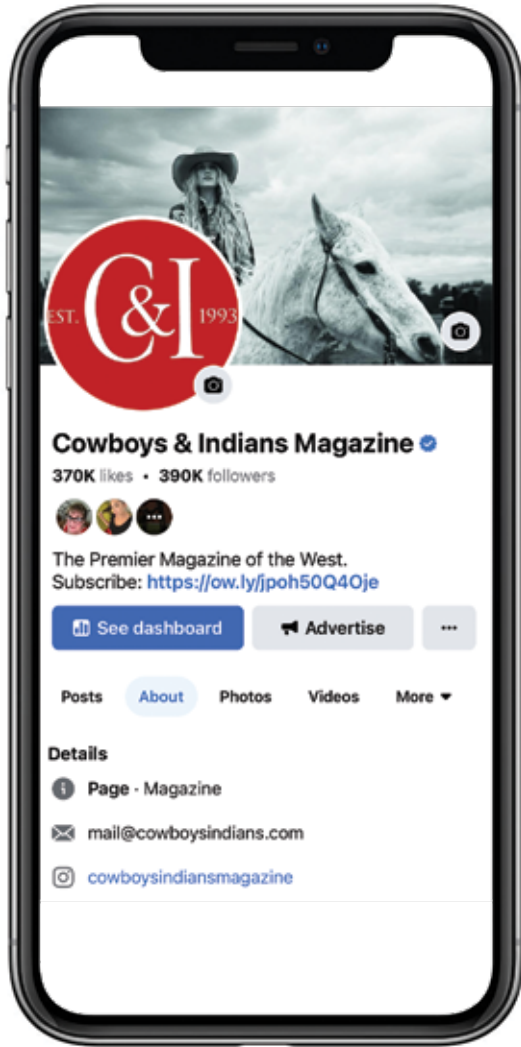 EST. C&I 1993
Cowboys & Indians Magazine
370K likes • 390K followers
The Premier Magazine of the West.
Subscribe: https://ow.ly/jpoh50Q4Oje
See dashboard Advertise
Posts About Photos Videos More
Details
Page · Magazine
mail@cowboysindians.com
cowboysindiansmagazine